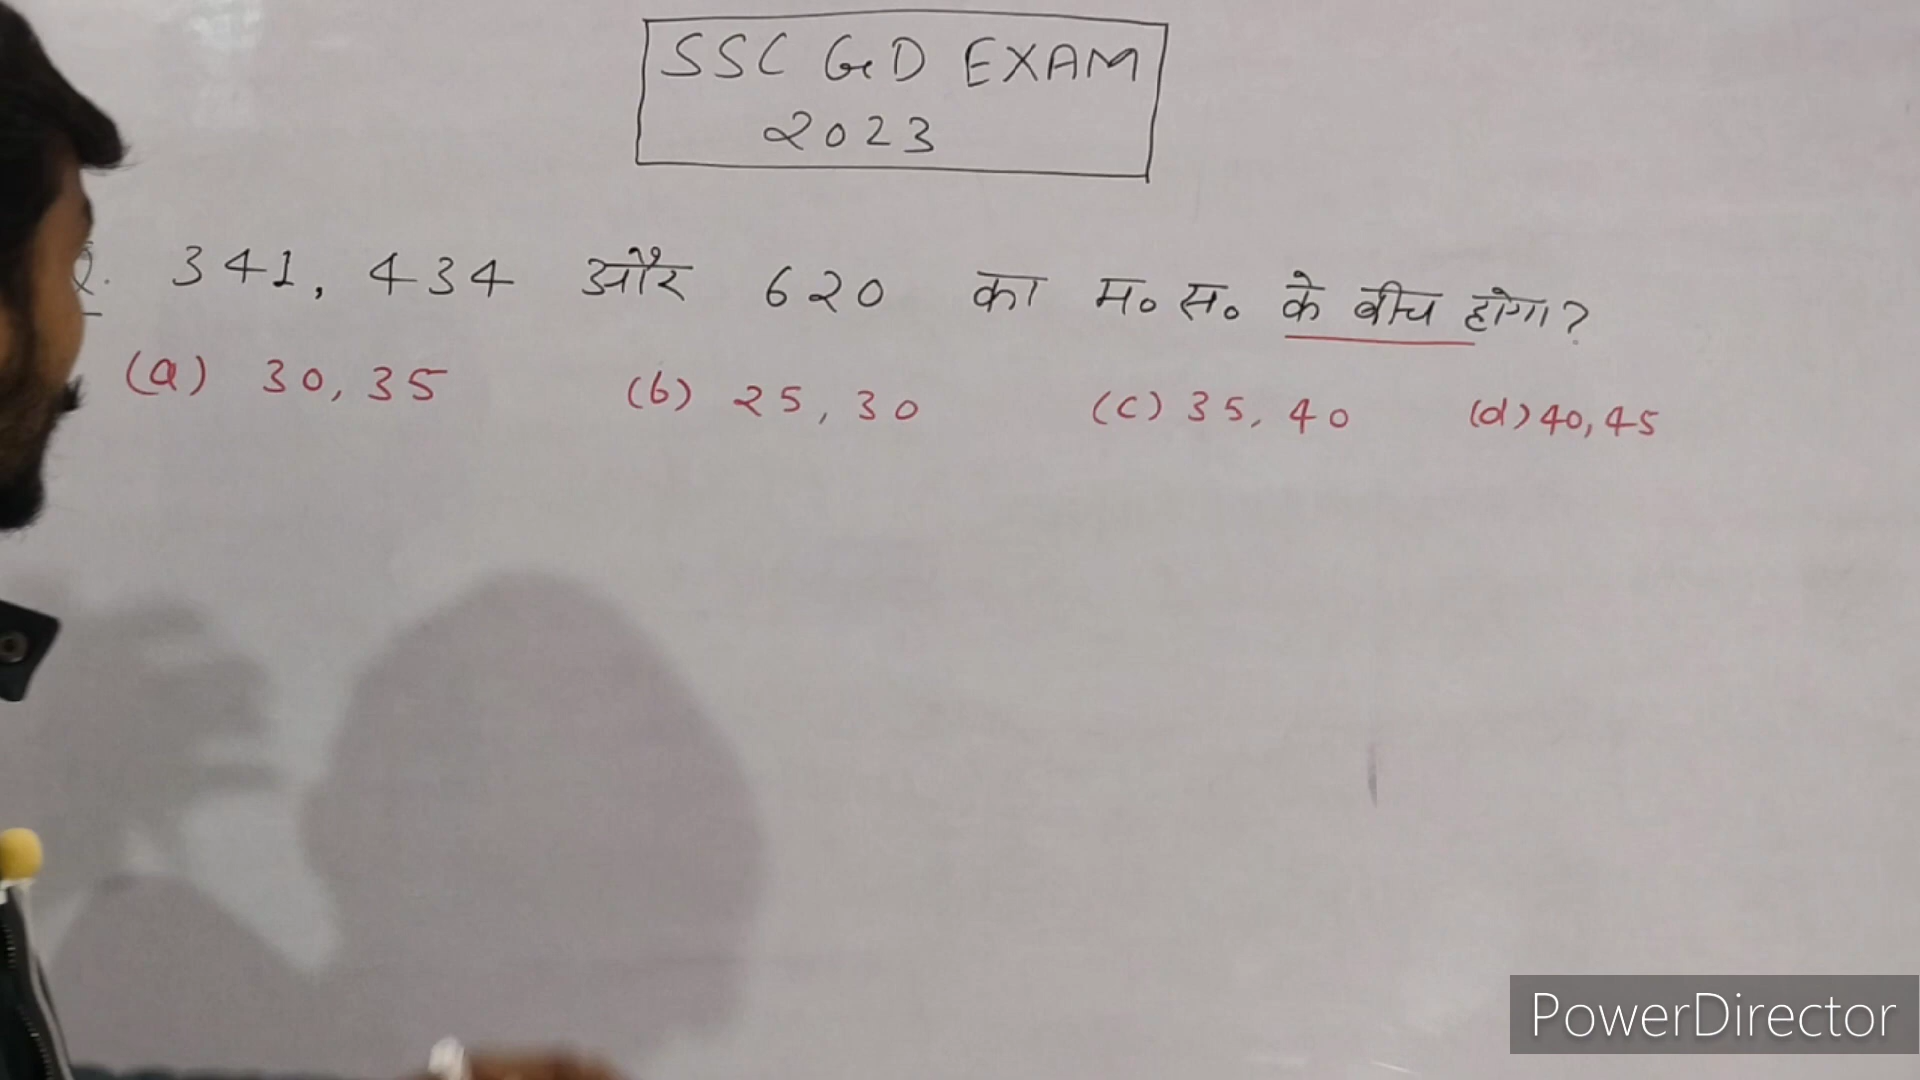 SSC GD EXAM
2023
Q. 341, 434 और 620 का म॰ स॰ के बीच होगा?
(a) 30, 35 (b) 25, 30 (c) 35, 40 (d) 40, 45
PowerDirector